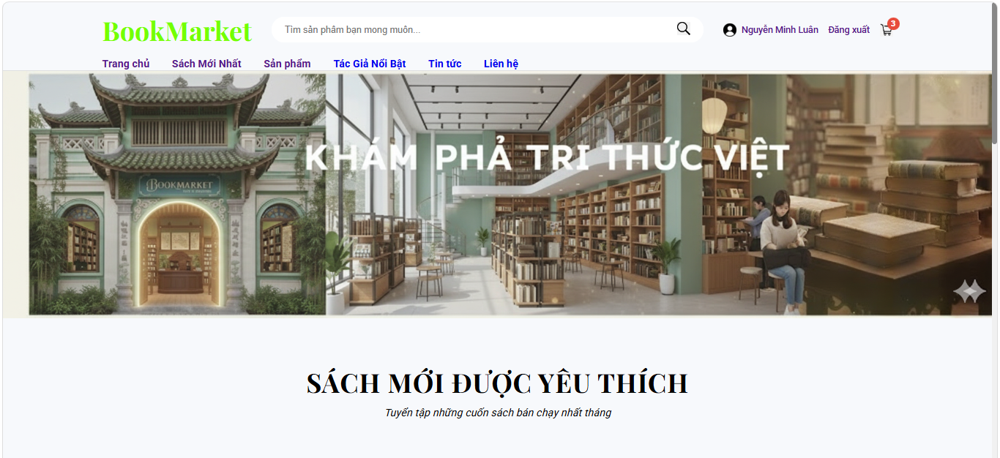 BookMarket
Tìm sản phẩm bạn mong muốn...
Nguyễn Minh Luân
Đăng xuất
3
Trang chủ
Sách Mới Nhất
Sản phẩm
Tác Giả Nổi Bật
Tin tức
Liên hệ
KHÁM PHẢ TRI THỨC VIỆT
BOOKMARKET
SÁCH MỚI ĐƯỢC YÊU THÍCH
Tuyển tập những cuốn sách bán chạy nhất tháng